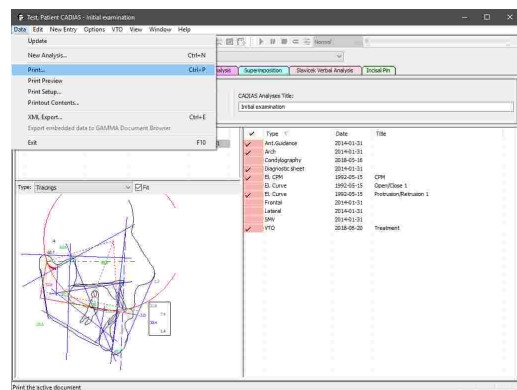 Test, Patient CADIAS - Initial examination
Data Edit New Entry Options VTO View Window Help
Update
New Analysis... Ctrl+N
Print... Ctrl+P
Print Preview
Print Setup...
Printout Contents...
XML Export... Ctrl+E
Export embedded data to GAMMA Document Browser
Exit F10
Normal
Analysis Superimposition Slavicek Verbal Analysis Incisal Pin
CADIAS Analyses Title:
Initial examination
Type Date Title
Ant.Guidance 2014-01-31
Arch 2014-01-31
Condylography 2018-05-16
Diagnostic sheet 2014-01-31
El. CPM 1992-05-15 CPM
El. Curve 1992-05-15 Open/Close 1
El. Curve 1992-05-15 Protrusion/Retrusion 1
Frontal 2014-01-31
Lateral 2014-01-31
SMV 2014-01-31
VTO 2018-05-20 Treatment
Type: Tracings Fit
Print the active document